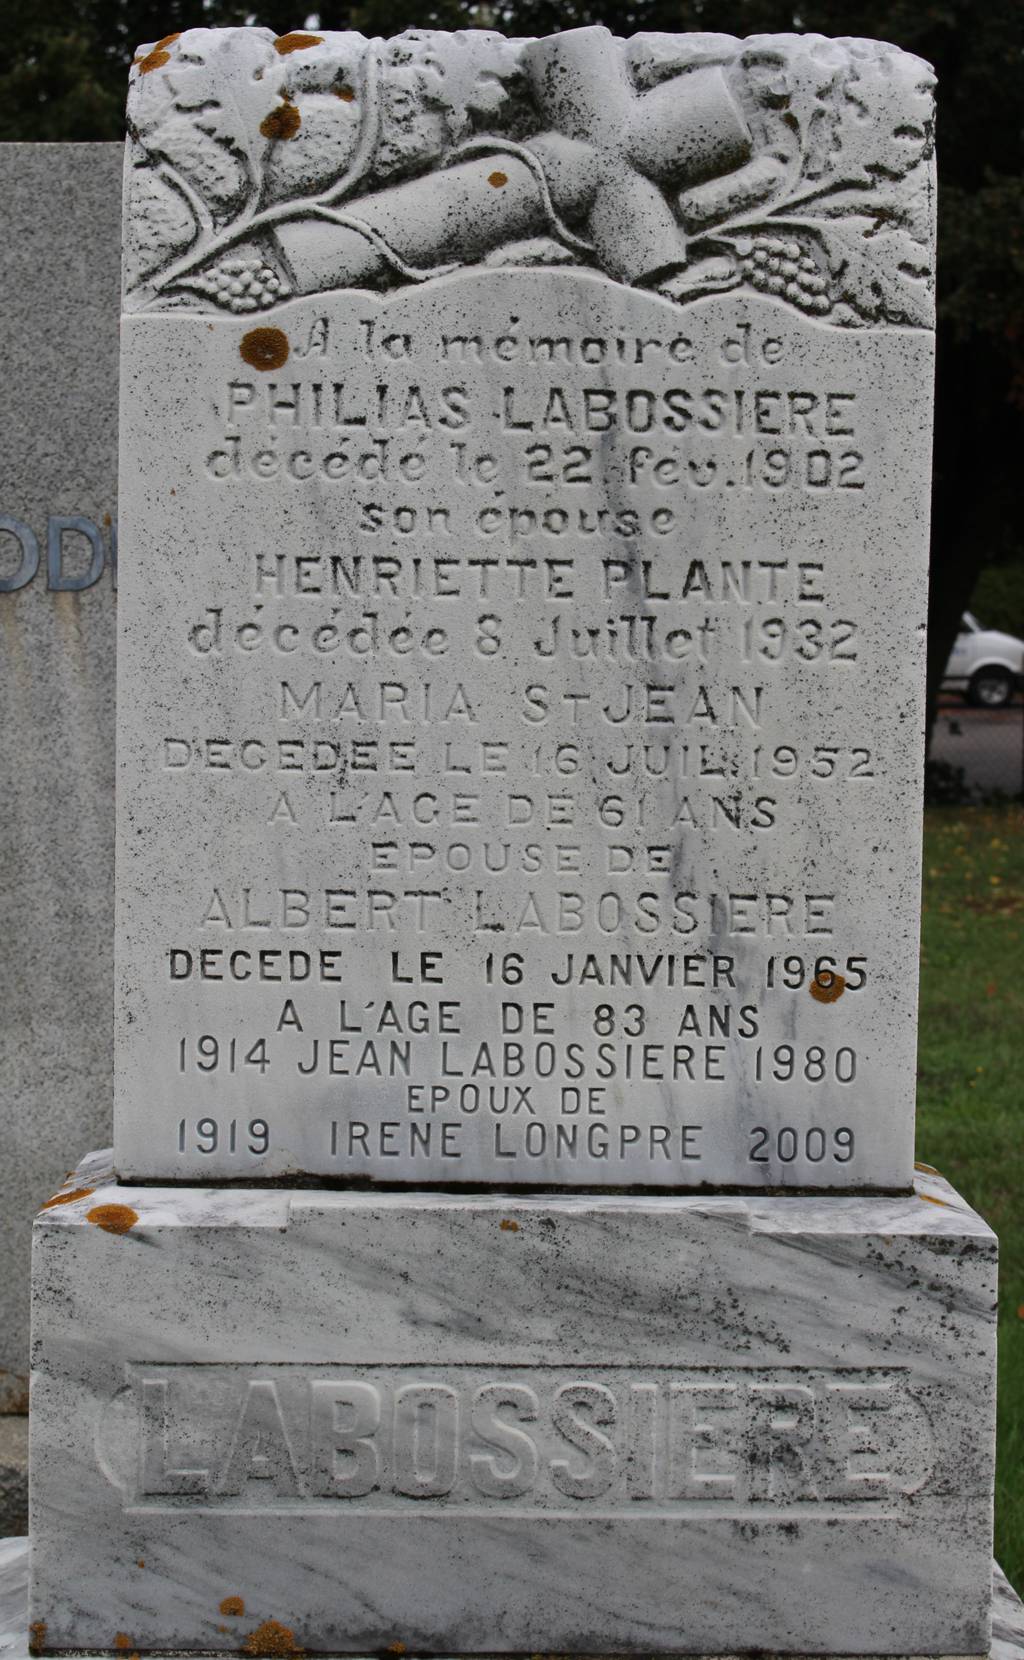 A la mémoire de
PHILIAS LABOSSIERE
décédé le 22 fév. 1902
son épouse
HENRIETTE PLANTE
décédée 8 Juillet 1932
MARIA ST JEAN
DECEDEE LE 16 JUIL. 1952
A L'AGE DE 61 ANS
EPOUSE DE
ALBERT LABOSSIERE
DECEDE LE 16 JANVIER 1965
A L'AGE DE 83 ANS
1914 JEAN LABOSSIERE 1980
EPOUX DE
1919 IRENE LONGPRE 2009
LABOSSIERE